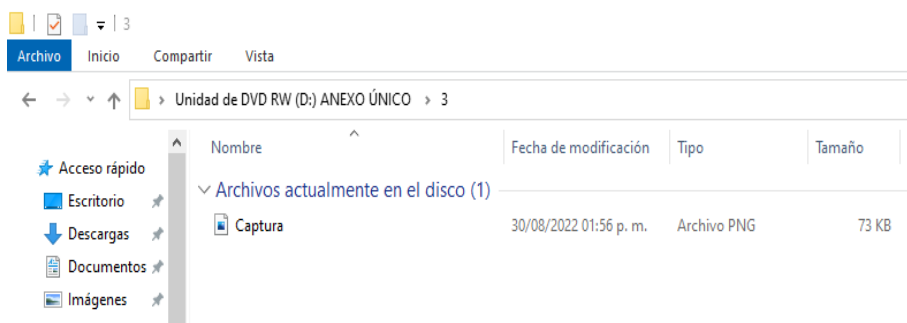 3
Archivo Inicio Compartir Vista
Unidad de DVD RW (D:) ANEXO ÚNICO › 3
Nombre Fecha de modificación Tipo Tamaño
Acceso rápido
Archivos actualmente en el disco (1)
Escritorio
Captura 30/08/2022 01:56 p. m. Archivo PNG 73 KB
Descargas
Documentos
Imágenes